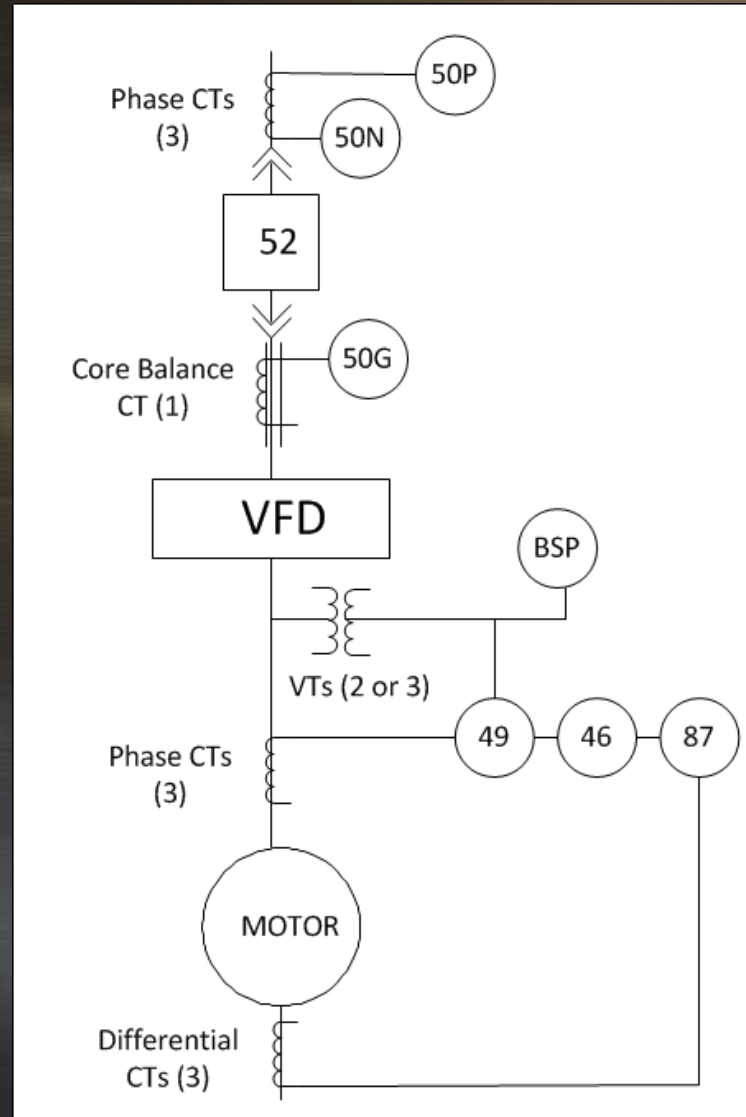 50P
Phase CTs
(3)
50N
52
50G
Core Balance
CT (1)
VFD
BSP
VTs (2 or 3)
49
46
87
Phase CTs
(3)
MOTOR
Differential
CTs (3)